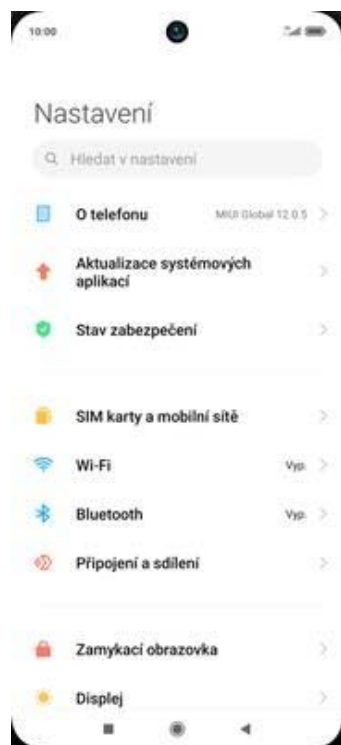 10:00
Nastavení
Hledat v nastavení
O telefonu MIUI Global 12.0.5
Aktualizace systémových
aplikací
Stav zabezpečení
SIM karty a mobilní sítě
Wi-Fi Vyp.
Bluetooth Vyp.
Připojení a sdílení
Zamykací obrazovka
Displej